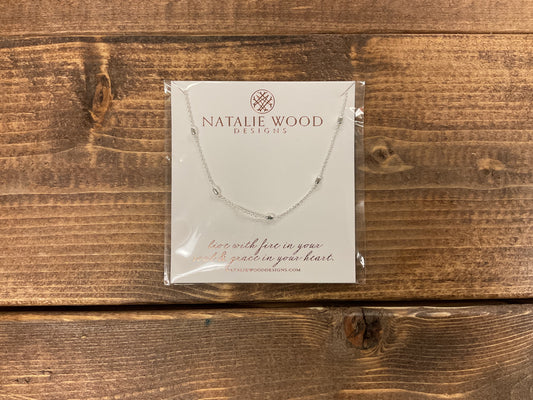 NATALIE WOOD
DESIGNS
live with fire in your
soul & grace in your heart.
NATALIEWOODDESIGNS.COM